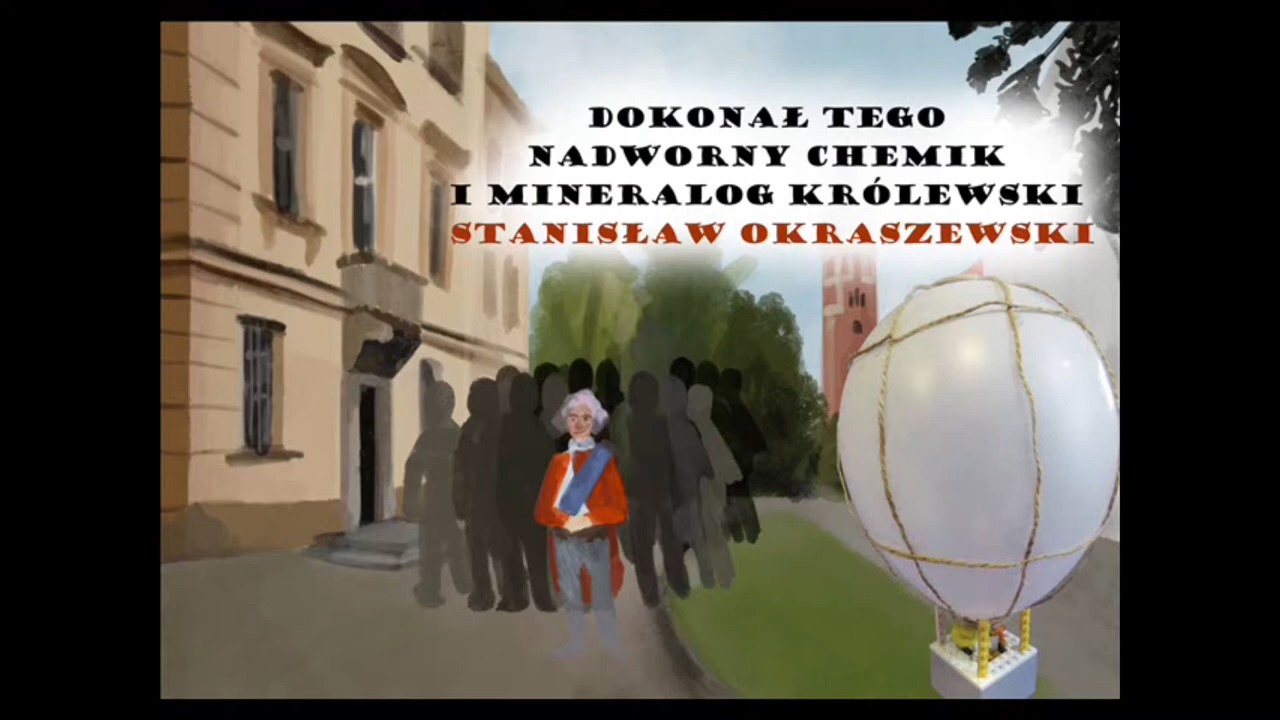 DOKONAŁ TEGO
NADWORNY CHEMIK
I MINERALOG KRÓLEWSKI
STANISŁAW OKRASZEWSKI